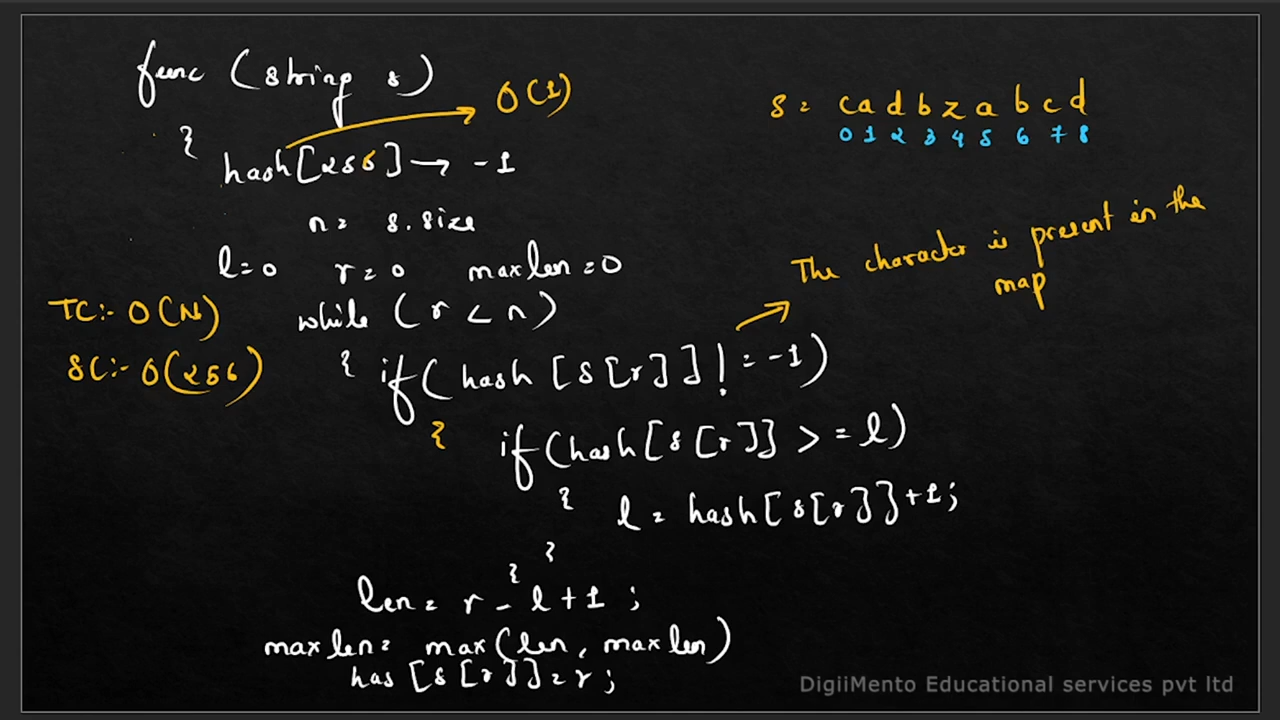 func (string s)
O(1)
{
hash[256] → -1
n = s.size
l=0 r=0 maxlen=0
while (r < n)
{ if( hash [s[r]] != -1)
{
if(hash[s[r]] >= l)
{ l = hash[s[r]]+1;
}
}
len = r - l + 1 ;
maxlen = max(len, maxlen)
has [s[r]] = r ;
TC:- O(N)
SC:- O(256)
s = c a d b z a b c d
0 1 2 3 4 5 6 7 8
The character is present in the
map
DigiiMento Educational services pvt ltd